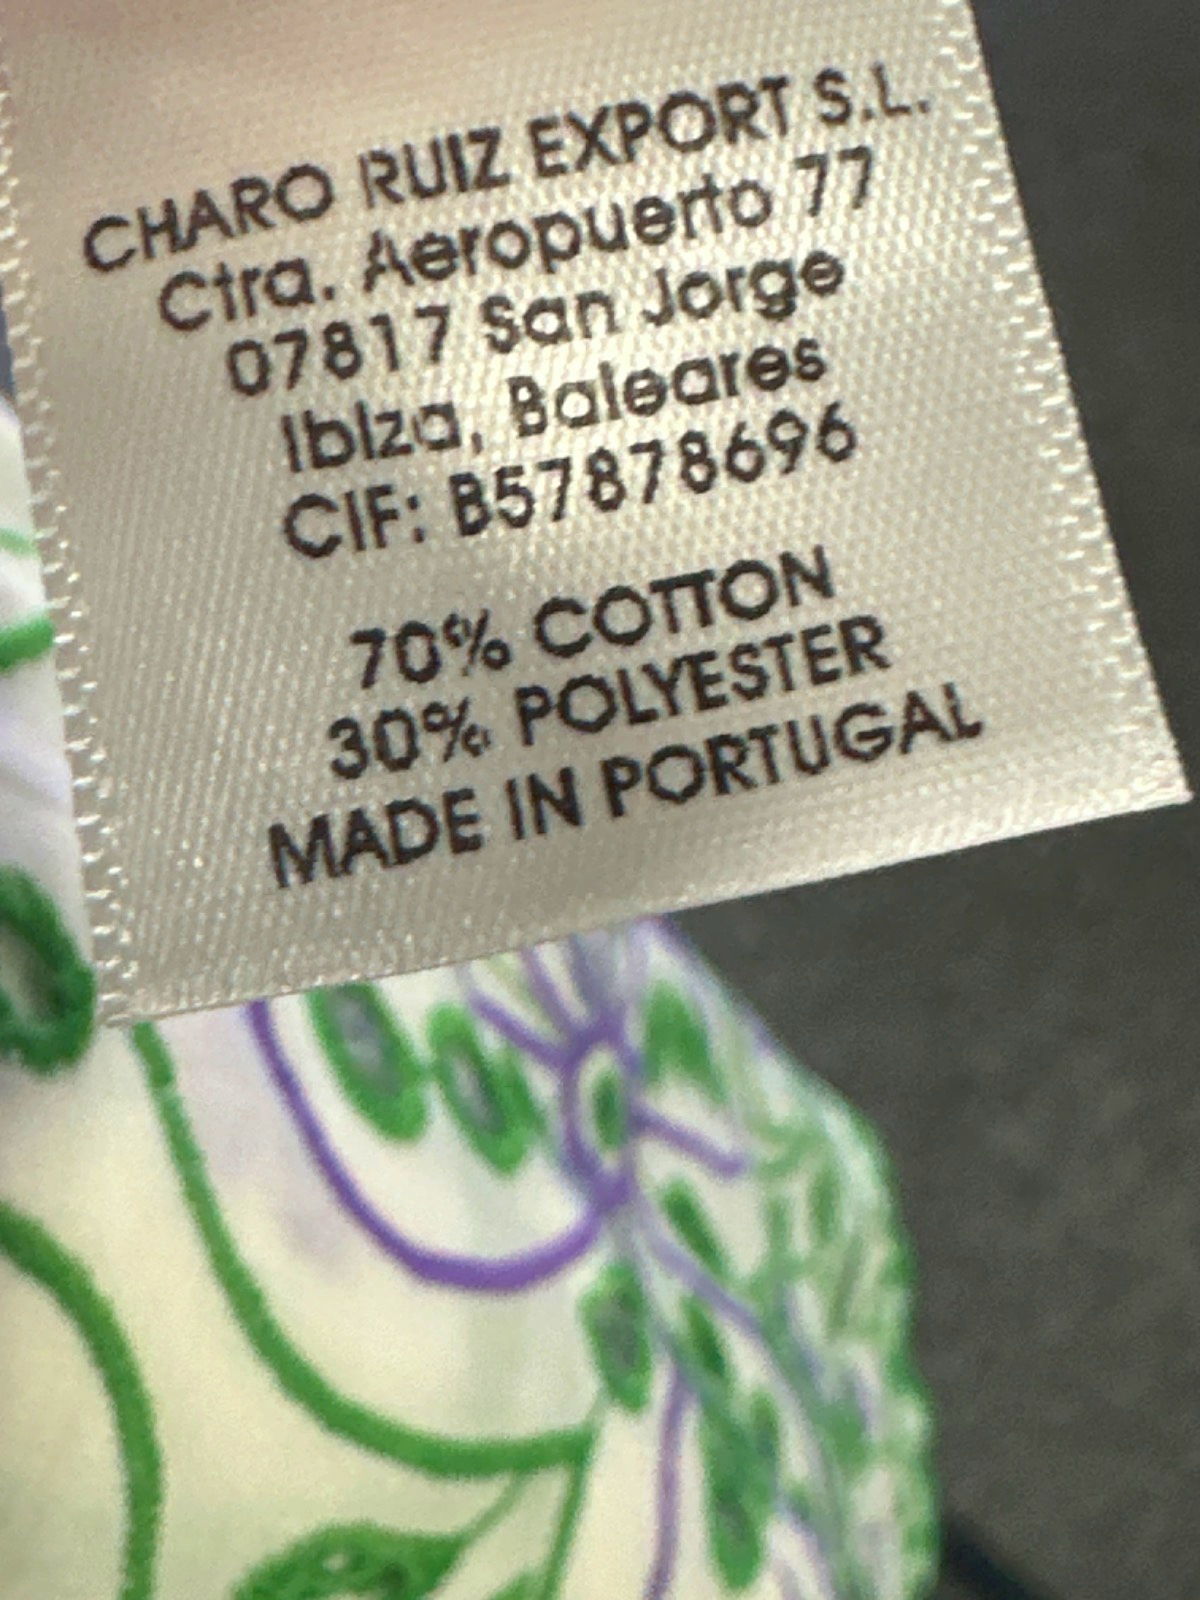 CHARO RUIZ EXPORT S.L.
Ctra. Aeropuerto 77
07817 San Jorge
Ibiza, Baleares
CIF: B57878696
70% COTTON
30% POLYESTER
MADE IN PORTUGAL